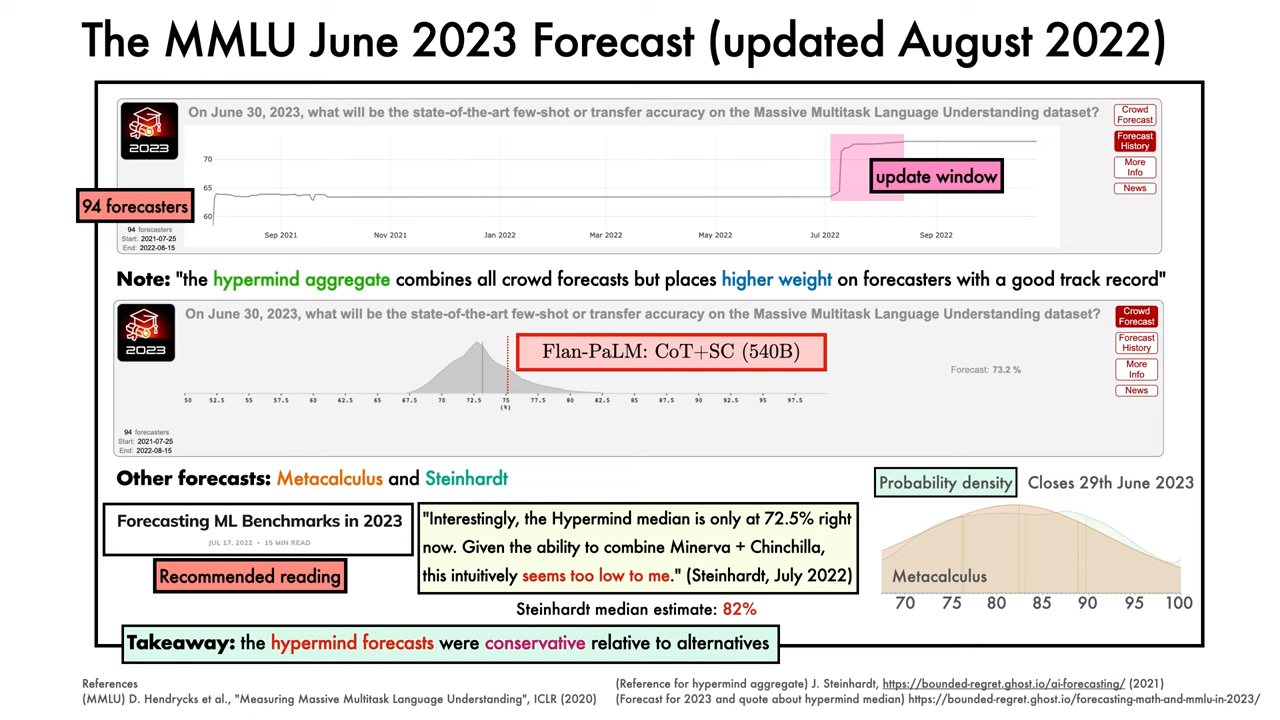 The MMLU June 2023 Forecast (updated August 2022)
On June 30, 2023, what will be the state-of-the-art few-shot or transfer accuracy on the Massive Multitask Language Understanding dataset?
2023
Crowd
Forecast
Forecast
History
More
Info
News
70
65
60
update window
94 forecasters
94 forecasters
Start: 2021-07-25
End: 2022-08-15
Sep 2021
Nov 2021
Jan 2022
Mar 2022
May 2022
Jul 2022
Sep 2022
Note: "the hypermind aggregate combines all crowd forecasts but places higher weight on forecasters with a good track record"
On June 30, 2023, what will be the state-of-the-art few-shot or transfer accuracy on the Massive Multitask Language Understanding dataset?
2023
Crowd
Forecast
Forecast
History
More
Info
News
Flan-PaLM: CoT+SC (540B)
Forecast: 73.2 %
50 52.5 55 57.5 60 62.5 65 67.5 70 72.5 75 77.5 80 82.5 85 87.5 90 92.5 95 97.5
(%)
94 forecasters
Start: 2021-07-25
End: 2022-08-15
Other forecasts: Metacalculus and Steinhardt
Forecasting ML Benchmarks in 2023
JUL 17, 2022 • 15 MIN READ
Recommended reading
"Interestingly, the Hypermind median is only at 72.5% right
now. Given the ability to combine Minerva + Chinchilla,
this intuitively seems too low to me." (Steinhardt, July 2022)
Steinhardt median estimate: 82%
Probability density
Closes 29th June 2023
Metacalculus
70 75 80 85 90 95 100
Takeaway: the hypermind forecasts were conservative relative to alternatives
References
(MMLU) D. Hendrycks et al., "Measuring Massive Multitask Language Understanding", ICLR (2020)
(Reference for hypermind aggregate) J. Steinhardt, https://bounded-regret.ghost.io/ai-forecasting/ (2021)
(Forecast for 2023 and quote about hypermind median) https://bounded-regret.ghost.io/forecasting-math-and-mmlu-in-2023/